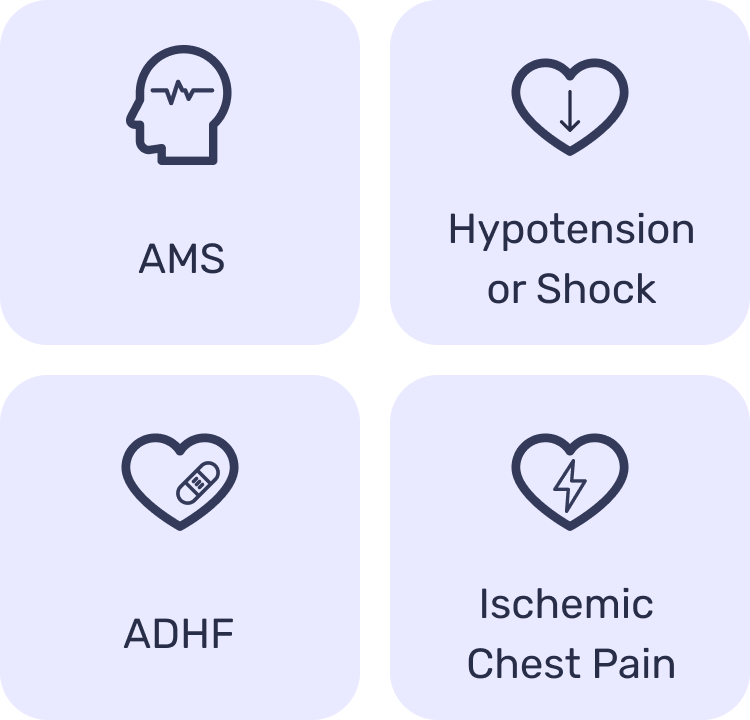 AMS
Hypotension
or Shock
ADHF
Ischemic
Chest Pain